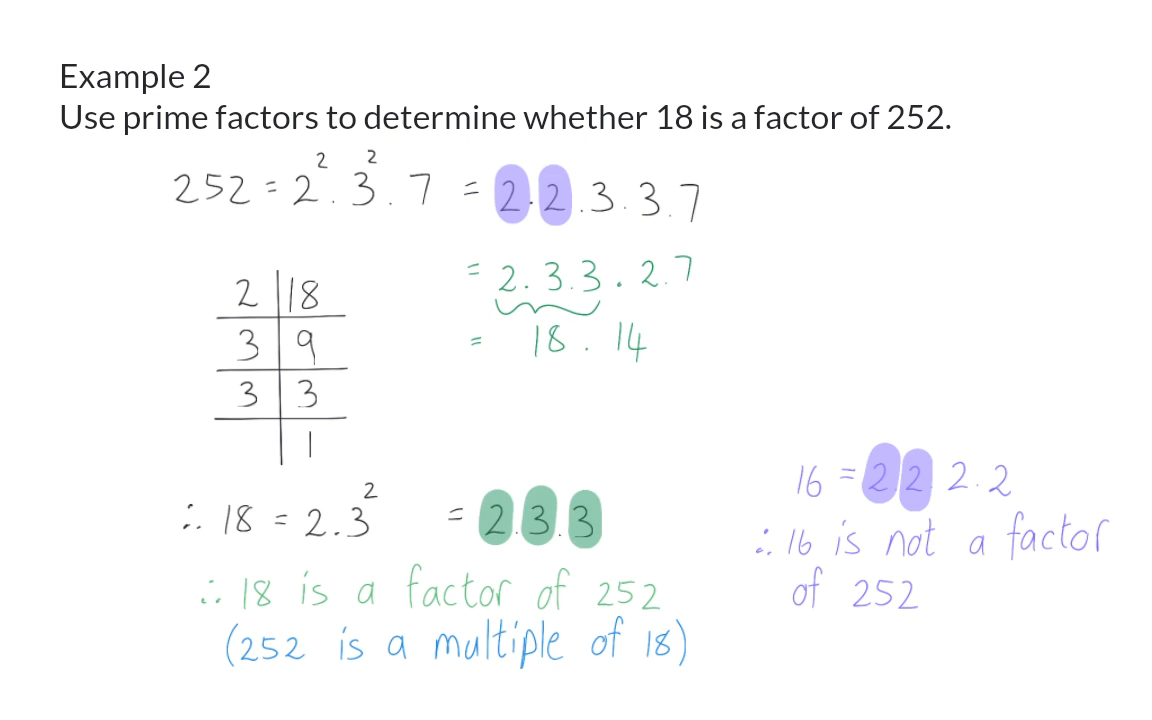 Example 2
Use prime factors to determine whether 18 is a factor of 252.
252 = 2². 3². 7 = 2.2.3.3.7
= 2.3.3.2.7
= 18 . 14
2 | 18
3 | 9
3 | 3
| 1
∴ 18 = 2.3² = 2.3.3
∴ 18 is a factor of 252
(252 is a multiple of 18)
16 = 2.2.2.2
∴ 16 is not a factor
of 252